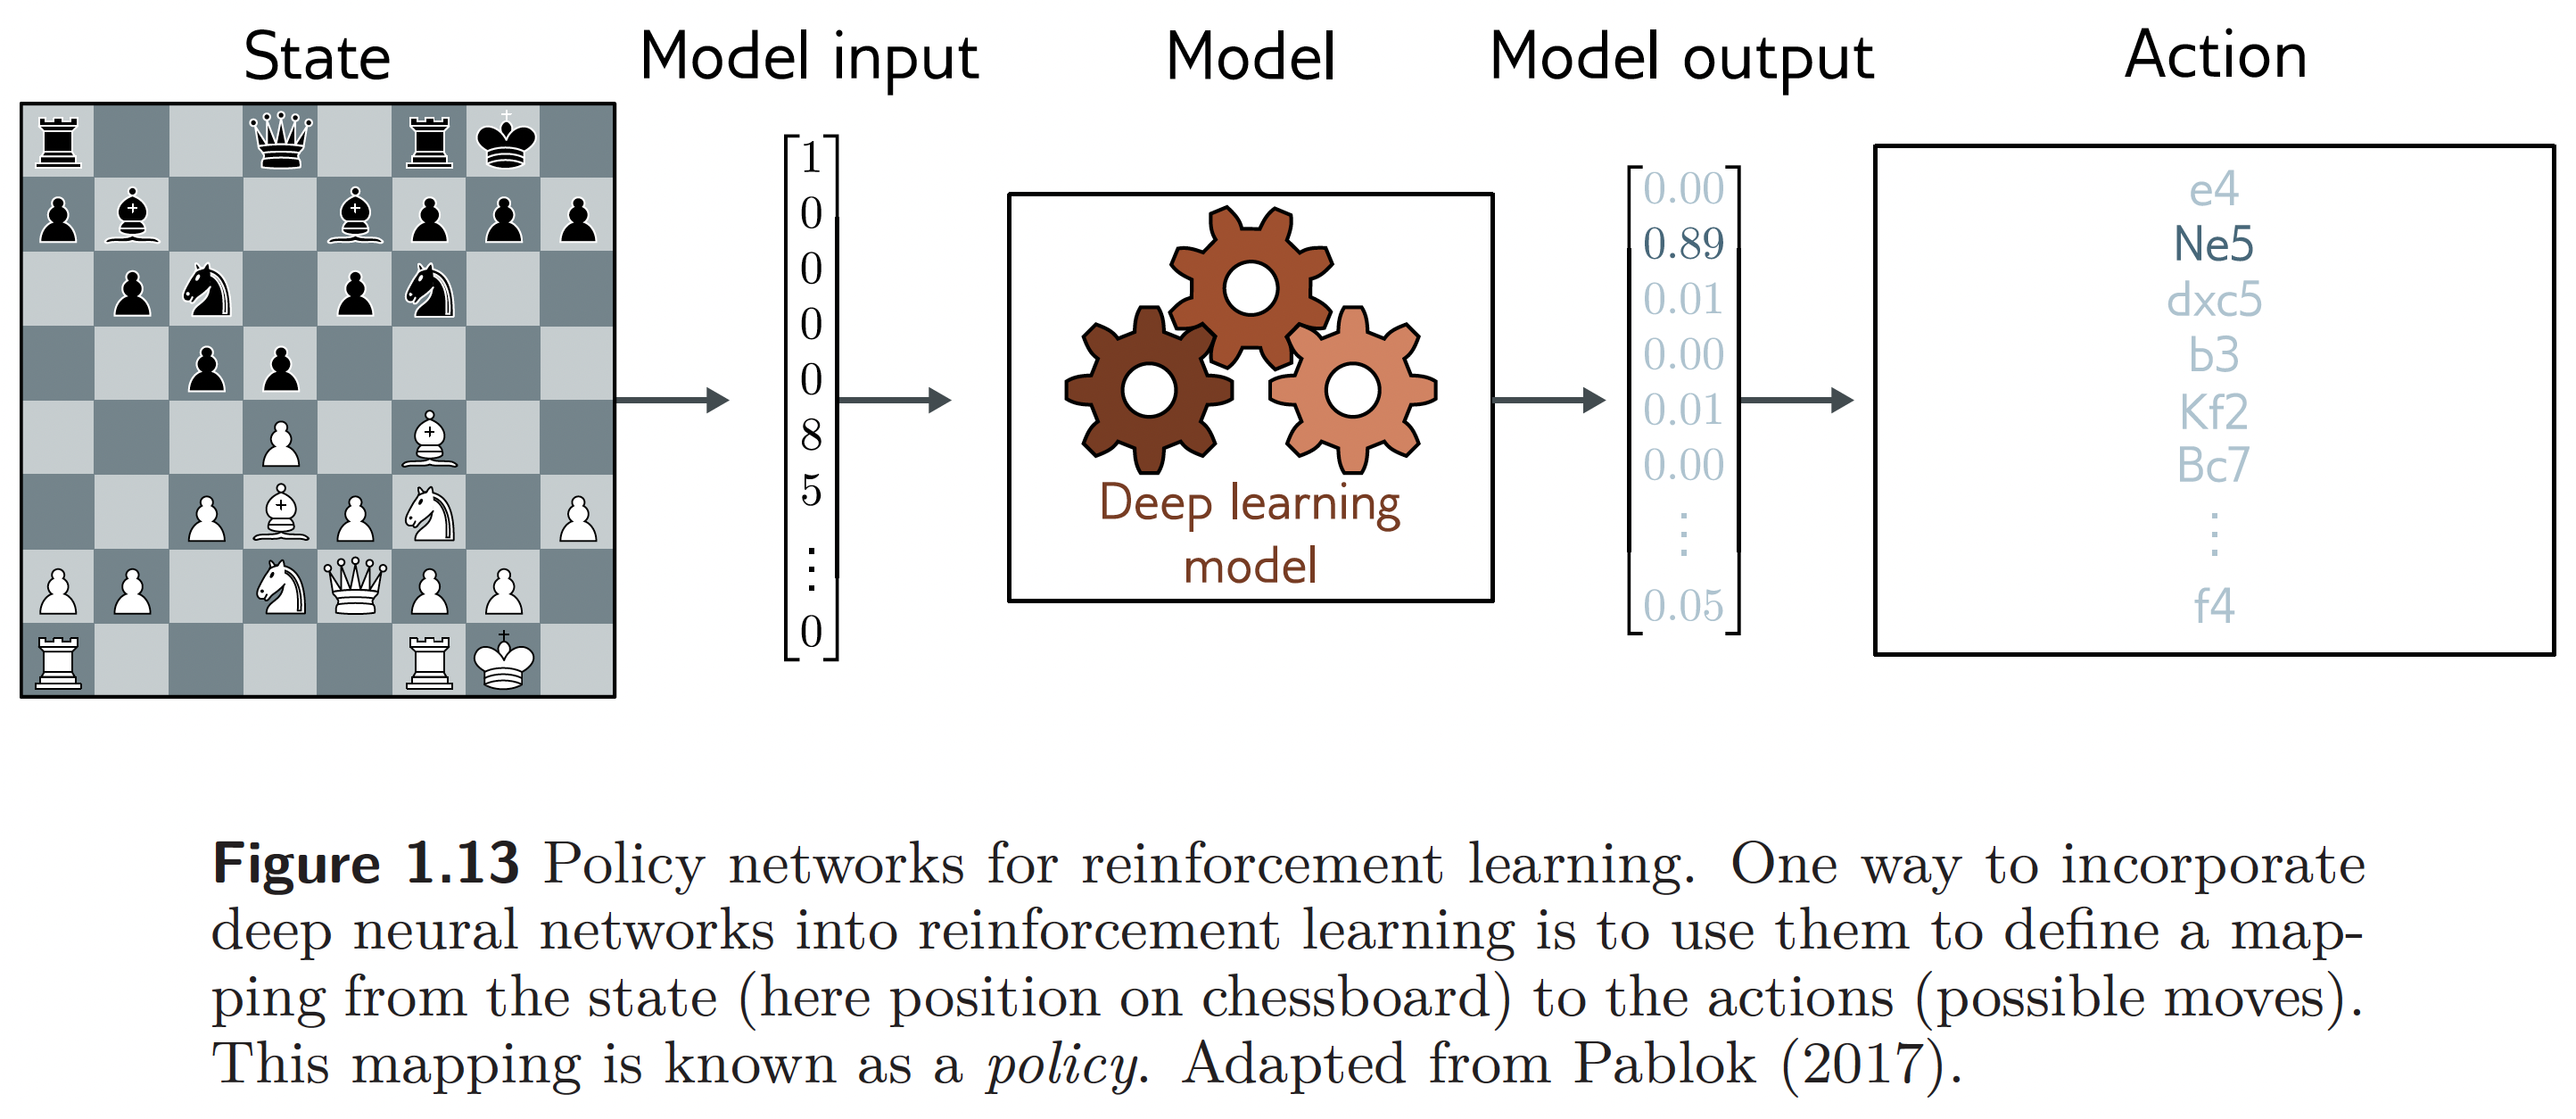 State Model input Model Model output Action
1
0
0
0
0
8
5
⋮
0
Deep learning
model
0.00
0.89
0.01
0.00
0.01
0.00
⋮
0.05
e4
Ne5
dxc5
b3
Kf2
Bc7
⋮
f4
Figure 1.13 Policy networks for reinforcement learning. One way to incorporate
deep neural networks into reinforcement learning is to use them to define a map-
ping from the state (here position on chessboard) to the actions (possible moves).
This mapping is known as a policy. Adapted from Pablok (2017).